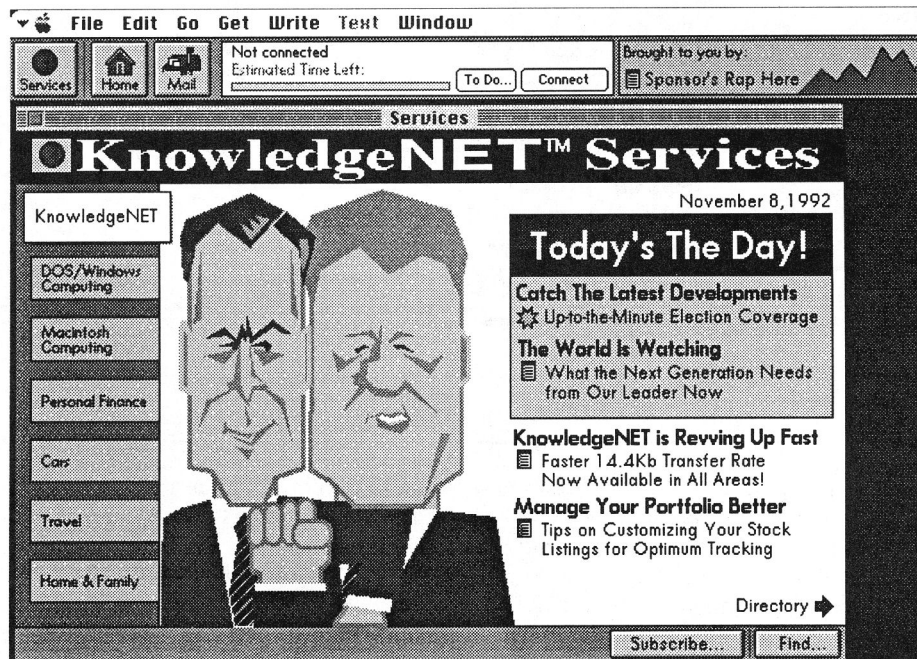 File Edit Go Get Write Text Window
Services
Home
Mail
Not connected
Estimated Time Left:
To Do...
Connect
Brought to you by:
Sponsor's Rap Here
Services
KnowledgeNET™ Services
KnowledgeNET
DOS/Windows
Computing
Macintosh
Computing
Personal Finance
Cars
Travel
Home & Family
November 8,1992
Today's The Day!
Catch The Latest Developments
Up-to-the-Minute Election Coverage
The World Is Watching
What the Next Generation Needs
from Our Leader Now
KnowledgeNET is Revving Up Fast
Faster 14.4Kb Transfer Rate
Now Available in All Areas!
Manage Your Portfolio Better
Tips on Customizing Your Stock
Listings for Optimum Tracking
Directory
Subscribe...
Find...